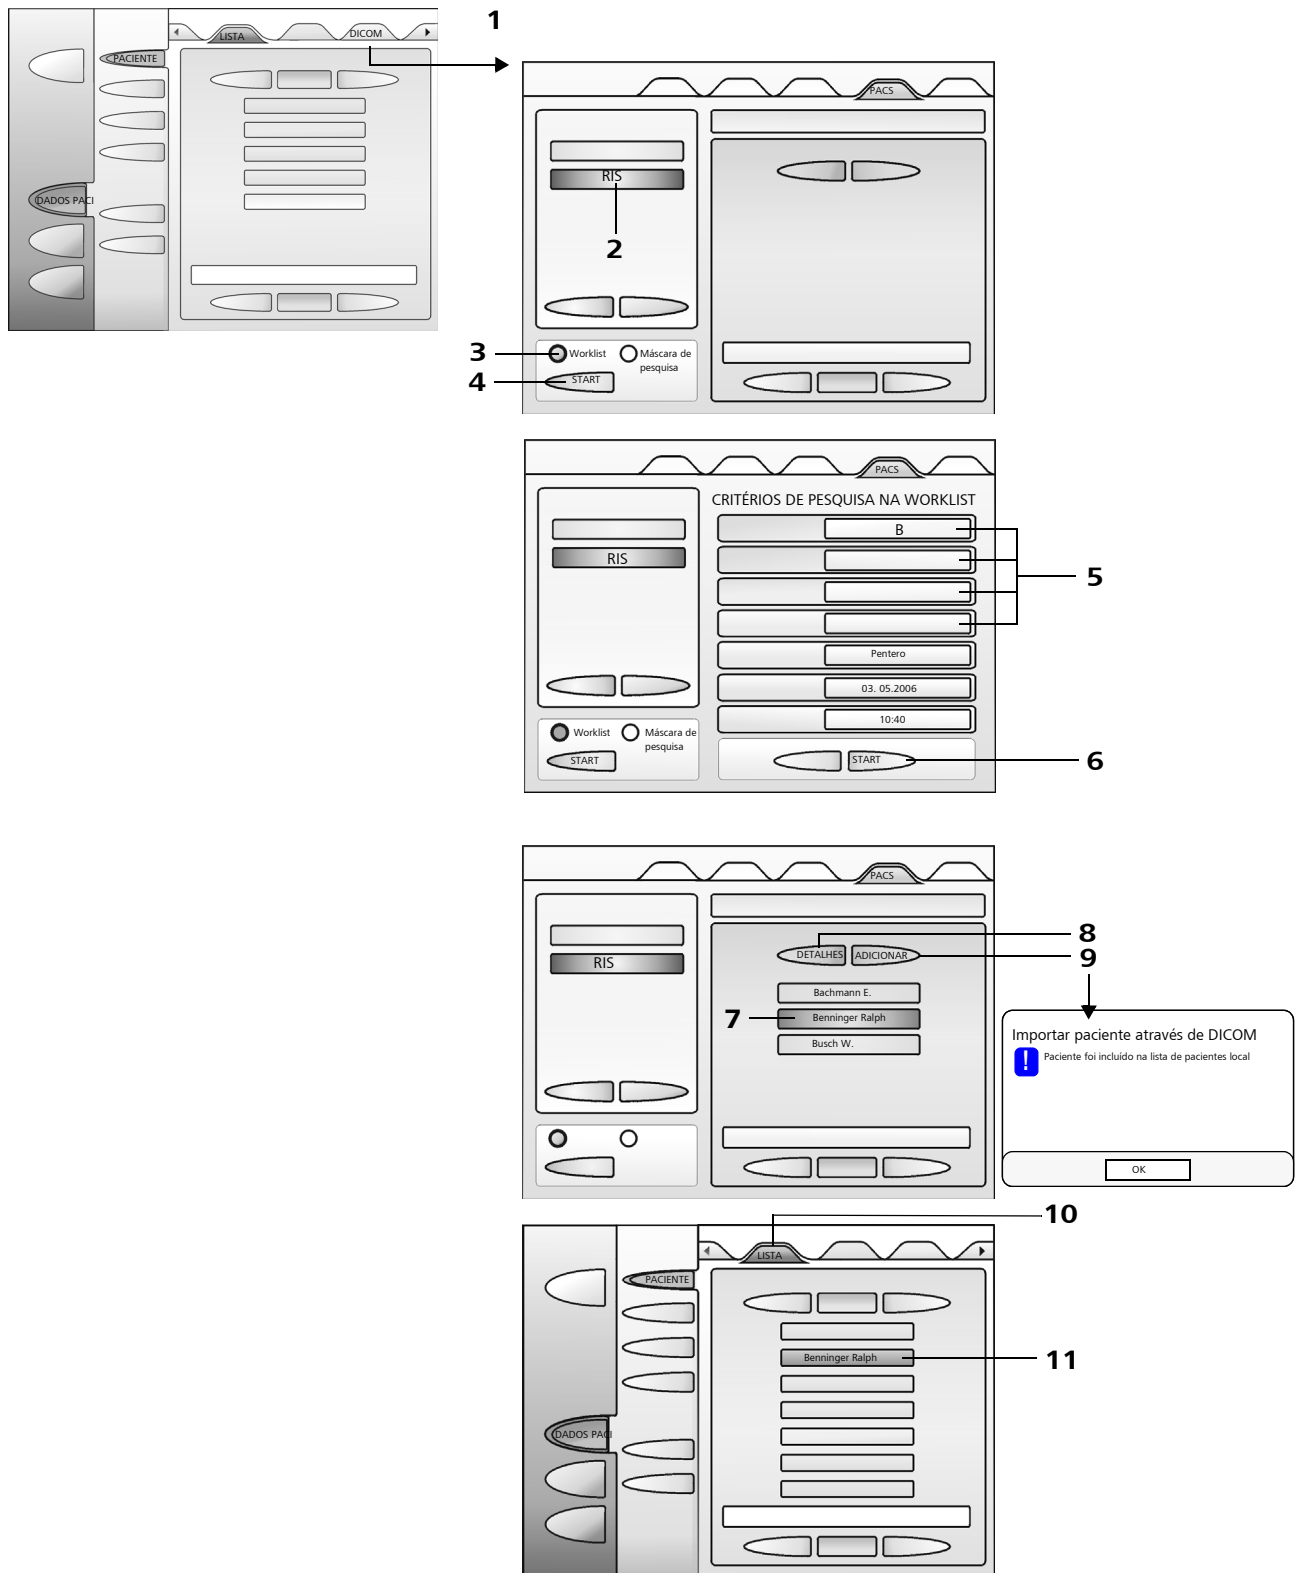 1
LISTA
DICOM
PACIENTE
DADOS PACI
PACS
RIS
2
3
Worklist
Máscara de
pesquisa
4
START
PACS
CRITÉRIOS DE PESQUISA NA WORKLIST
B
RIS
5
Pentero
03. 05.2006
10:40
Worklist
Máscara de
pesquisa
START
START
6
PACS
8
DETALHES
ADICIONAR
9
RIS
Bachmann E.
7
Benninger Ralph
Busch W.
Importar paciente através de DICOM
!
Paciente foi incluído na lista de pacientes local
OK
10
LISTA
PACIENTE
Benninger Ralph
11
DADOS PACI